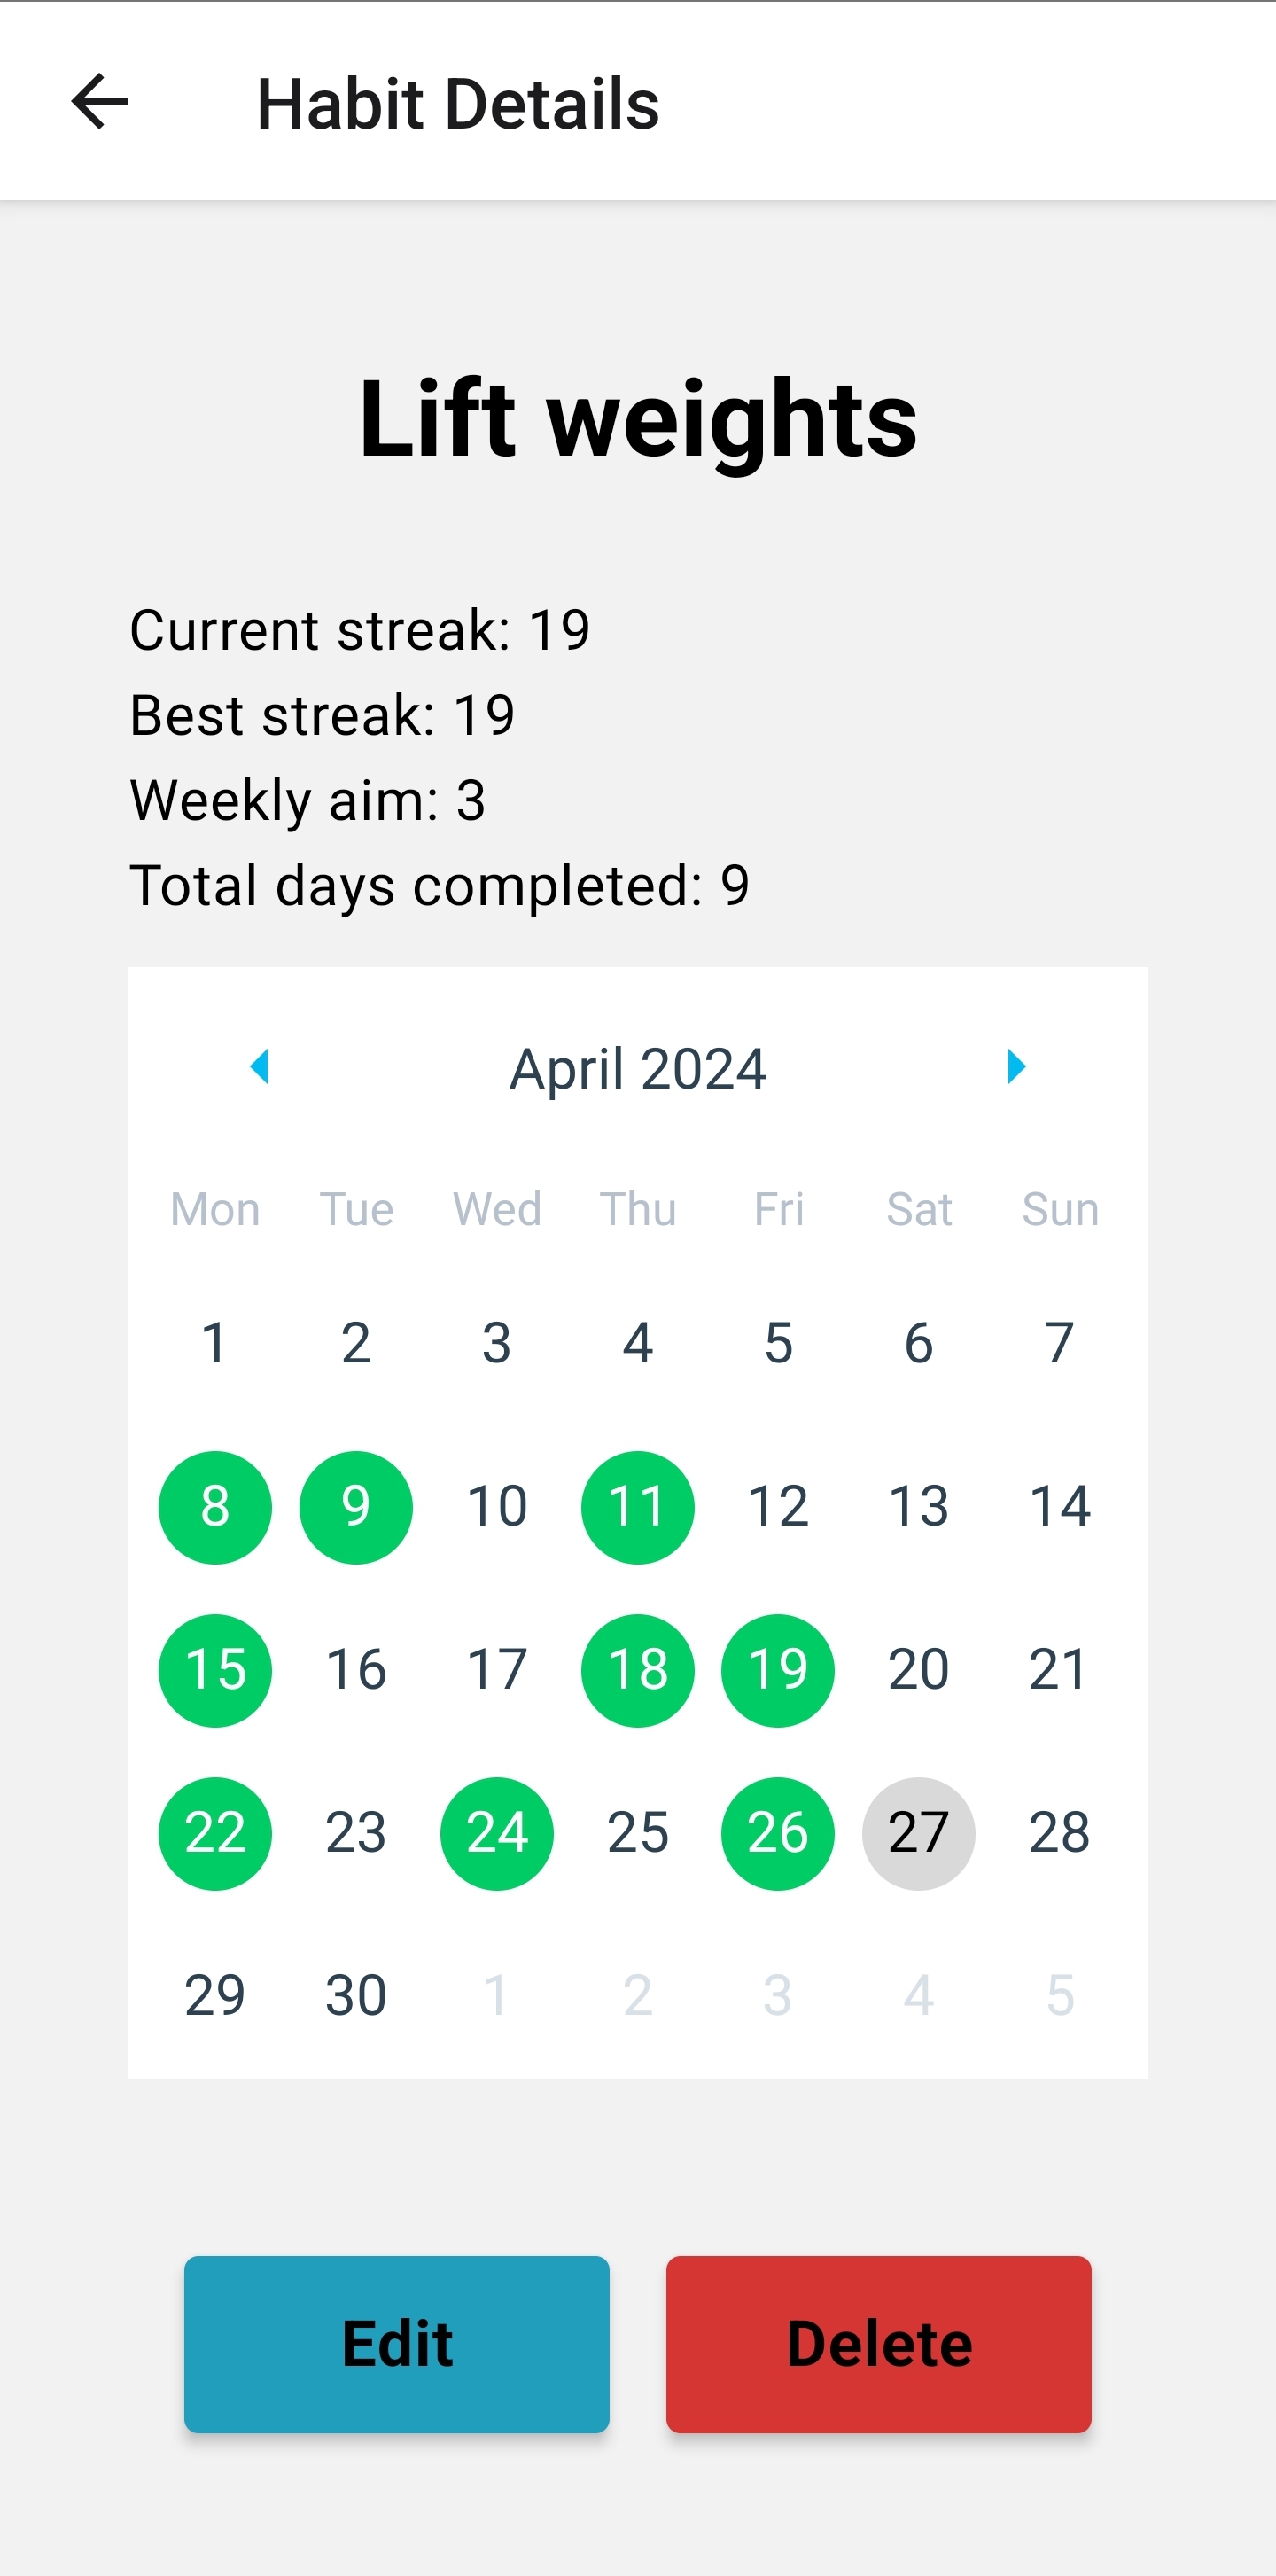 Habit Details
Lift weights
Current streak: 19
Best streak: 19
Weekly aim: 3
Total days completed: 9
April 2024
Mon Tue Wed Thu Fri Sat Sun
1 2 3 4 5 6 7
8 9 10 11 12 13 14
15 16 17 18 19 20 21
22 23 24 25 26 27 28
29 30 1 2 3 4 5
Edit Delete